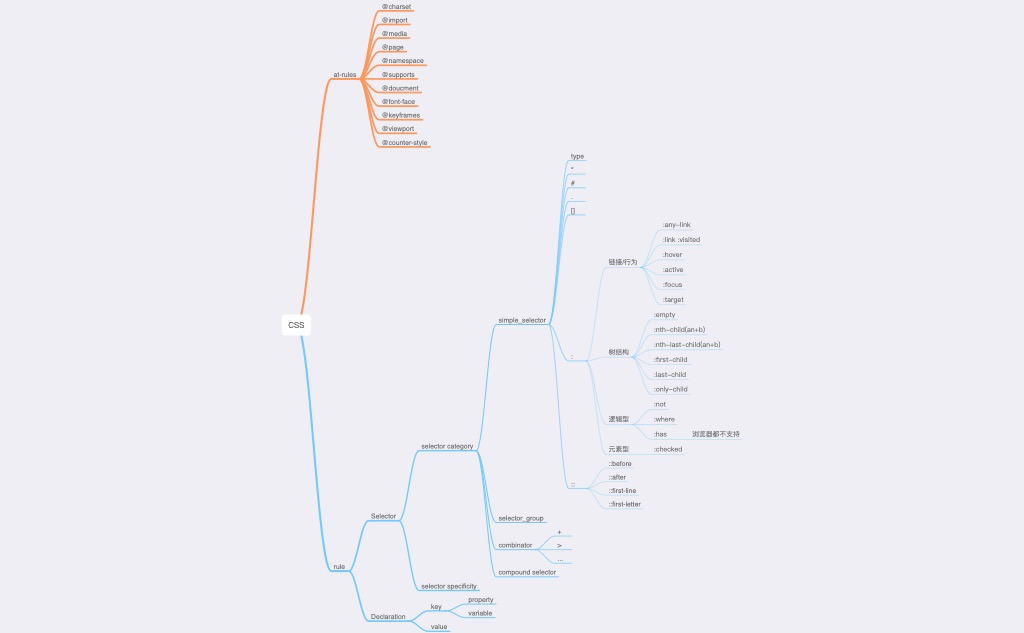 @charset
@import
@media
@page
@namespace
at-rules
@supports
@doucment
@font-face
@keyframes
@viewport
@counter-style
type
*
#
.
[]
:any-link
:link :visited
:hover
链接/行为
:active
:focus
:target
:empty
simple_selector
CSS
:nth-child(an+b)
:nth-last-child(an+b)
树结构
:
:first-child
:last-child
:only-child
:not
逻辑型
:where
:has 浏览器都不支持
selector category
元素型
:checked
::before
::after
::
::first-line
::first-letter
Selector
selector_group
+
combinator
>
...
rule
compound selector
selector specificity
property
key
variable
Declaration
value